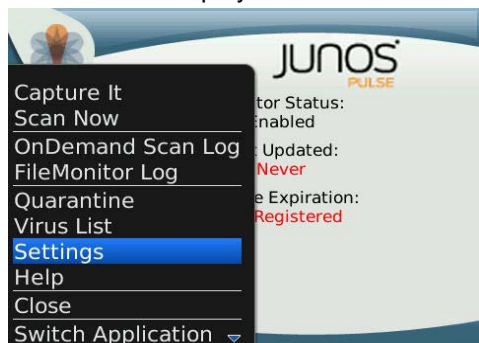 JUNOS
PULSE
Capture It
Scan Now
OnDemand Scan Log
FileMonitor Log
Quarantine
Virus List
Settings
Help
Close
Switch Application
tor Status:
nabled
Updated:
Never
e Expiration:
Registered